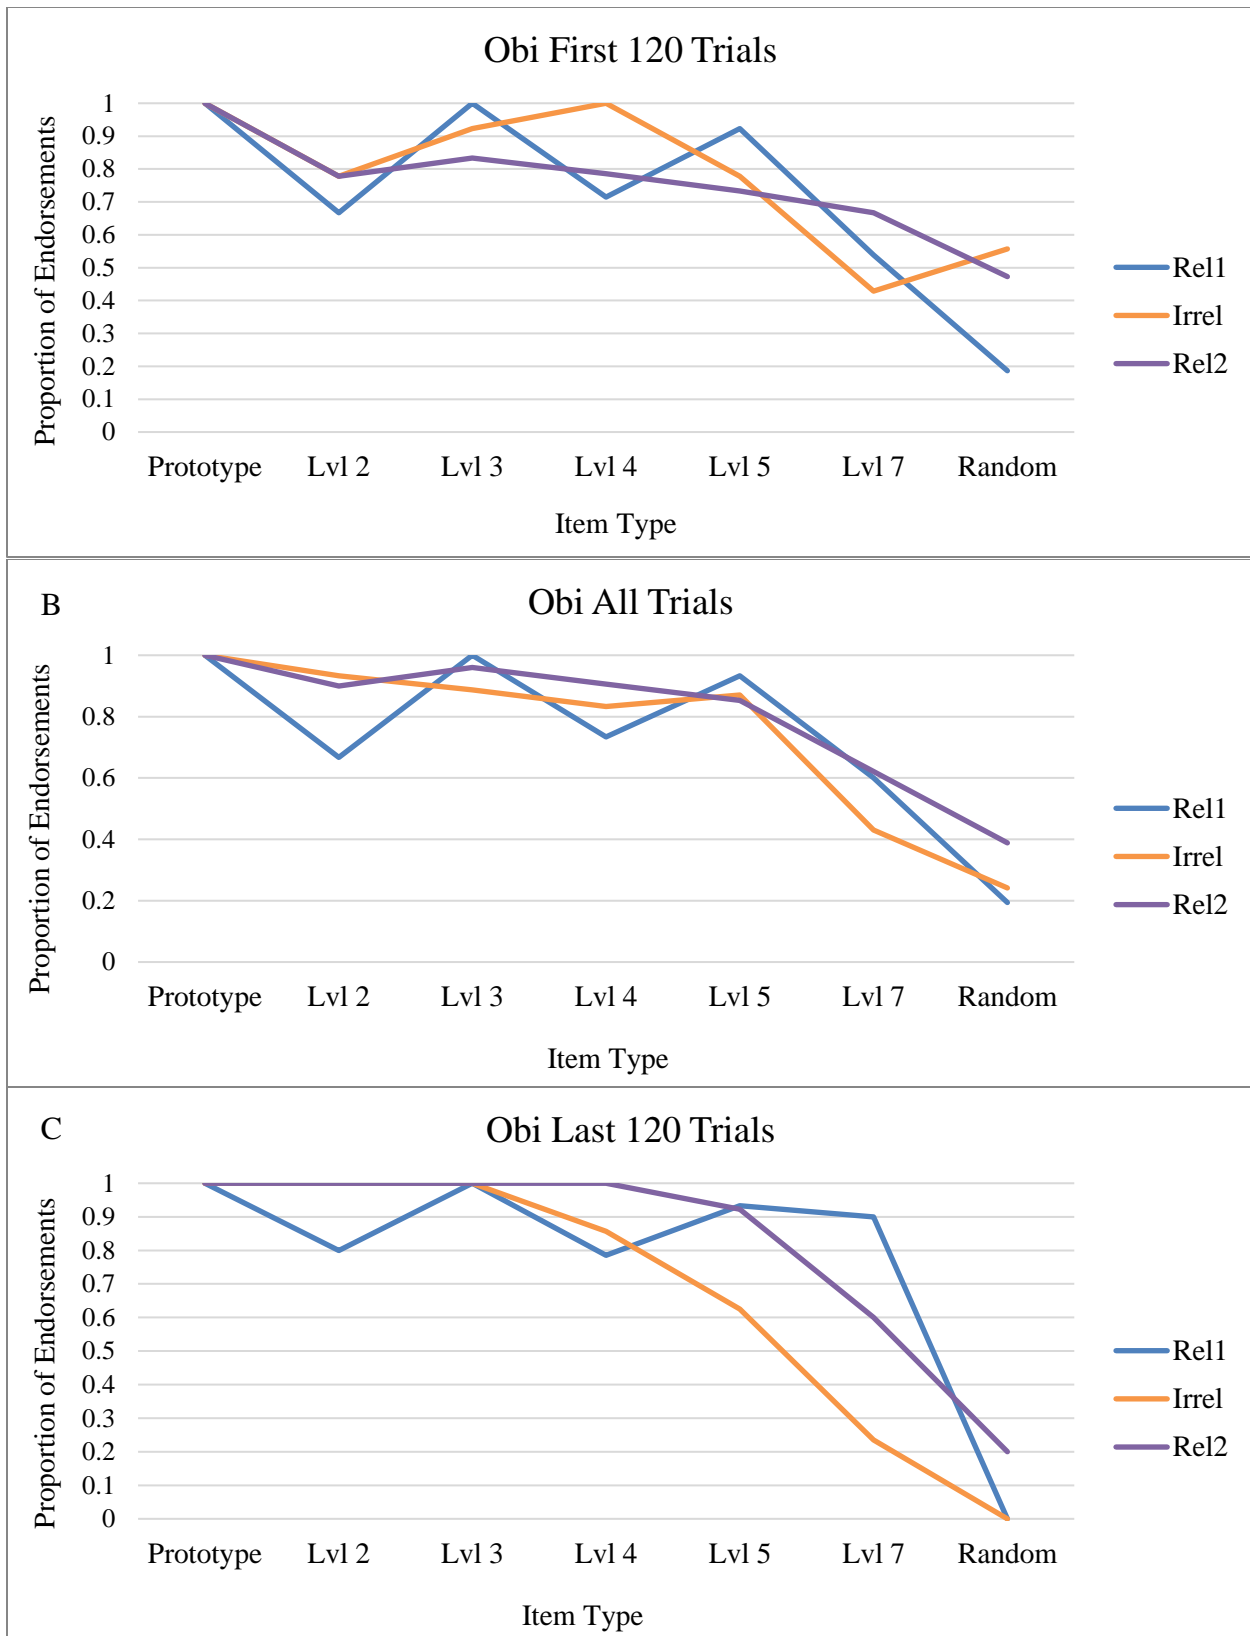 Obi First 120 Trials
Proportion of Endorsements
1
0.9
0.8
0.7
0.6
0.5
0.4
0.3
0.2
0.1
0
Prototype Lvl 2 Lvl 3 Lvl 4 Lvl 5 Lvl 7 Random
Item Type
Rel1
Irrel
Rel2
B
Obi All Trials
Proportion of Endorsements
1
0.8
0.6
0.4
0.2
0
Prototype Lvl 2 Lvl 3 Lvl 4 Lvl 5 Lvl 7 Random
Item Type
Rel1
Irrel
Rel2
C
Obi Last 120 Trials
Proportion of Endorsements
1
0.9
0.8
0.7
0.6
0.5
0.4
0.3
0.2
0.1
0
Prototype Lvl 2 Lvl 3 Lvl 4 Lvl 5 Lvl 7 Random
Item Type
Rel1
Irrel
Rel2